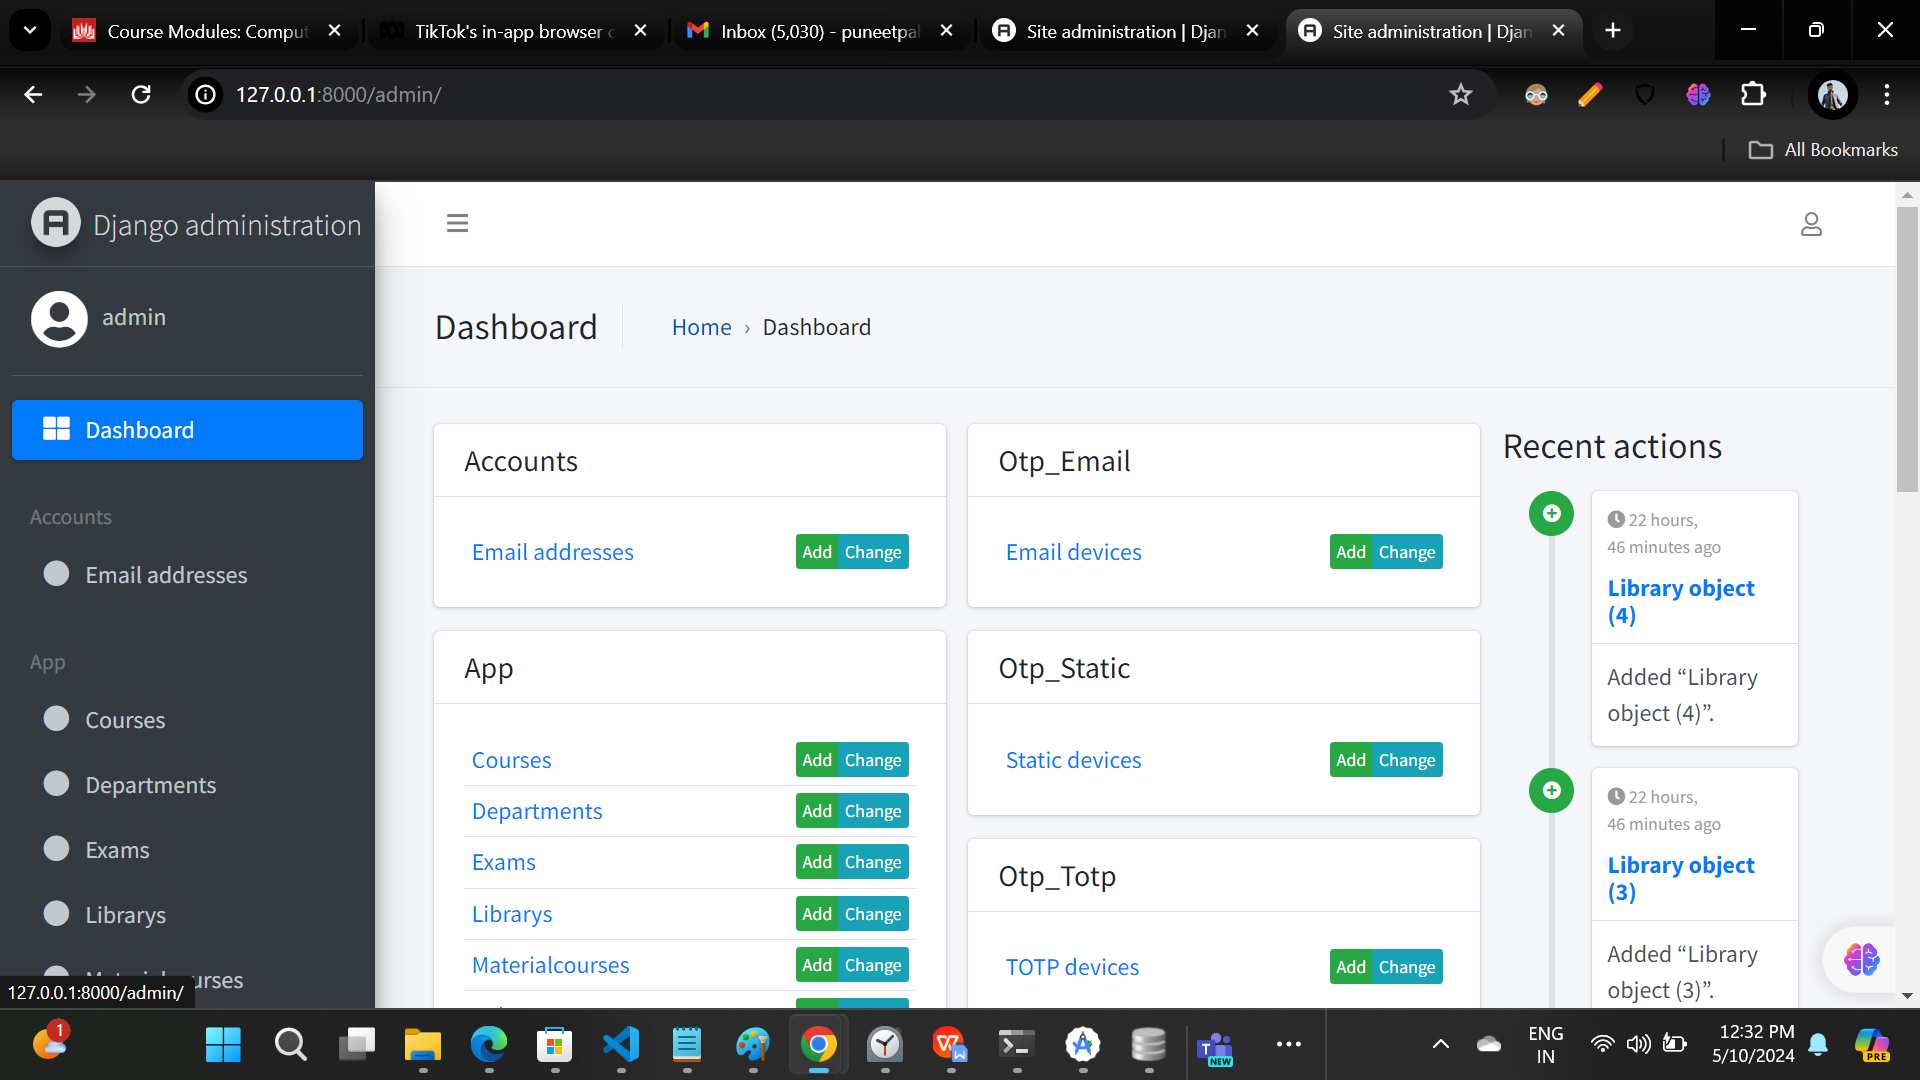 Course Modules: Comput
TikTok's in-app browser c
Inbox (5,030) - puneetpal
Site administration | Djan
Site administration | Djan
127.0.0.1:8000/admin/
All Bookmarks
Django administration
admin
Dashboard
Accounts
Email addresses
App
Courses
Departments
Exams
Librarys
127.0.0.1:8000/admin/
Dashboard
Home › Dashboard
Accounts
Email addresses Add Change
App
Courses Add Change
Departments Add Change
Exams Add Change
Librarys Add Change
Materialcourses Add Change
Otp_Email
Email devices Add Change
Otp_Static
Static devices Add Change
Otp_Totp
TOTP devices Add Change
Recent actions
22 hours,
46 minutes ago
Library object
(4)
Added “Library
object (4)”.
22 hours,
46 minutes ago
Library object
(3)
Added “Library
object (3)”.
1
NEW
ENG
IN
12:32 PM
5/10/2024
PRE